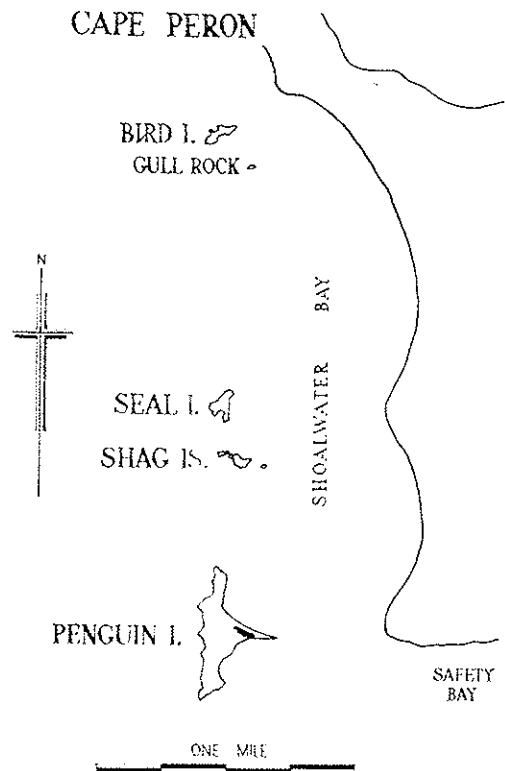 CAPE PERON
BIRD I.
GULL ROCK
N
SHOALWATER BAY
SEAL I.
SHAG IS.
PENGUIN I.
SAFETY
BAY
ONE MILE